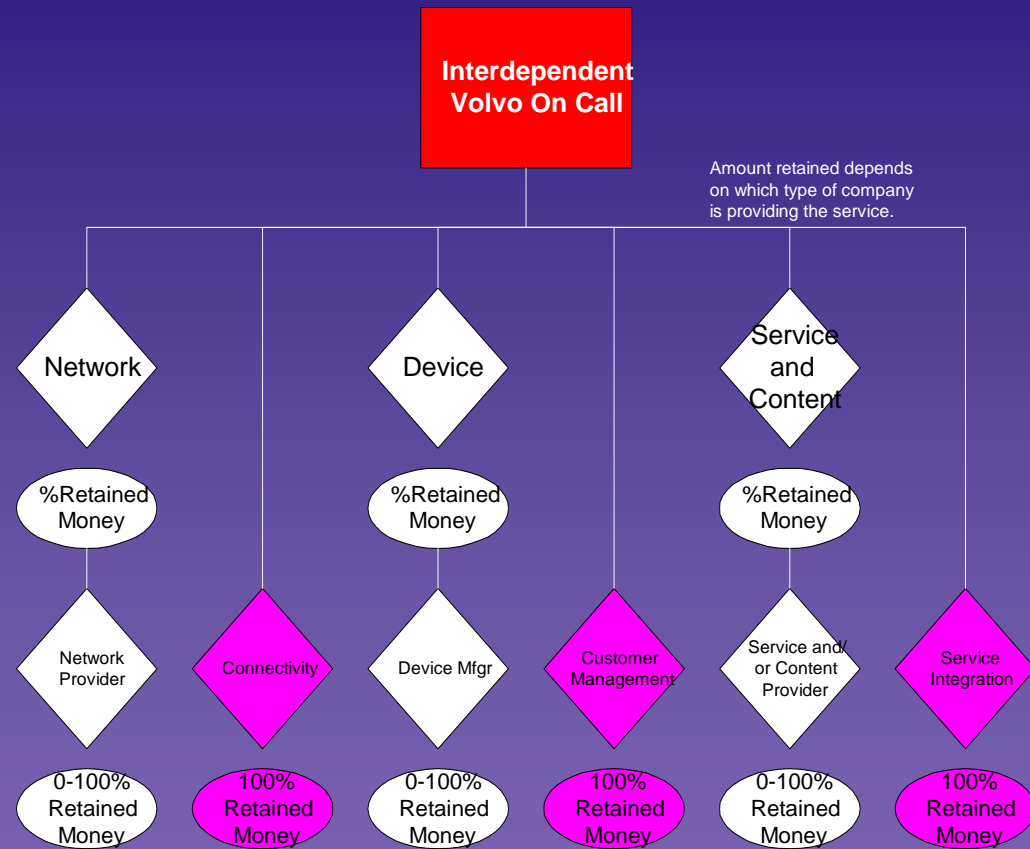 Interdependent
Volvo On Call
Amount retained depends
on which type of company
is providing the service.
Network
Device
Service
and
Content
%Retained
Money
%Retained
Money
%Retained
Money
Network
Provider
Connectivity
Device Mfgr
Customer
Management
Service and/
or Content
Provider
Service
Integration
0-100%
Retained
Money
100%
Retained
Money
0-100%
Retained
Money
100%
Retained
Money
0-100%
Retained
Money
100%
Retained
Money